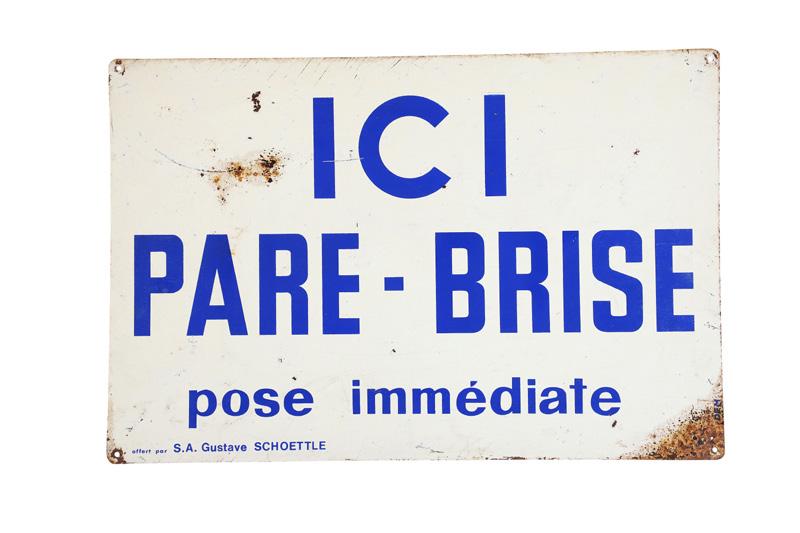 ICI
PARE - BRISE
pose immédiate
offert par S.A. Gustave SCHOETTLE